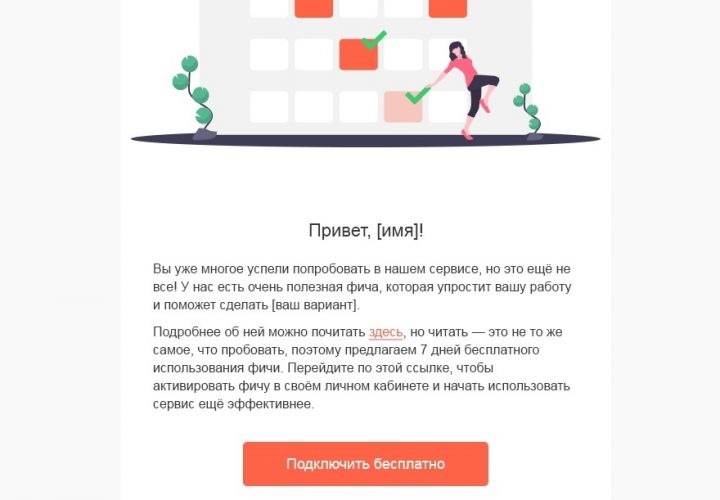 Привет, [имя]!
Вы уже многое успели попробовать в нашем сервисе, но это ещё не
все! У нас есть очень полезная фича, которая упростит вашу работу
и поможет сделать [ваш вариант].
Подробнее об ней можно почитать здесь, но читать — это не то же
самое, что пробовать, поэтому предлагаем 7 дней бесплатного
использования фичи. Перейдите по этой ссылке, чтобы
активировать фичу в своём личном кабинете и начать использовать
сервис ещё эффективнее.
Подключить бесплатно